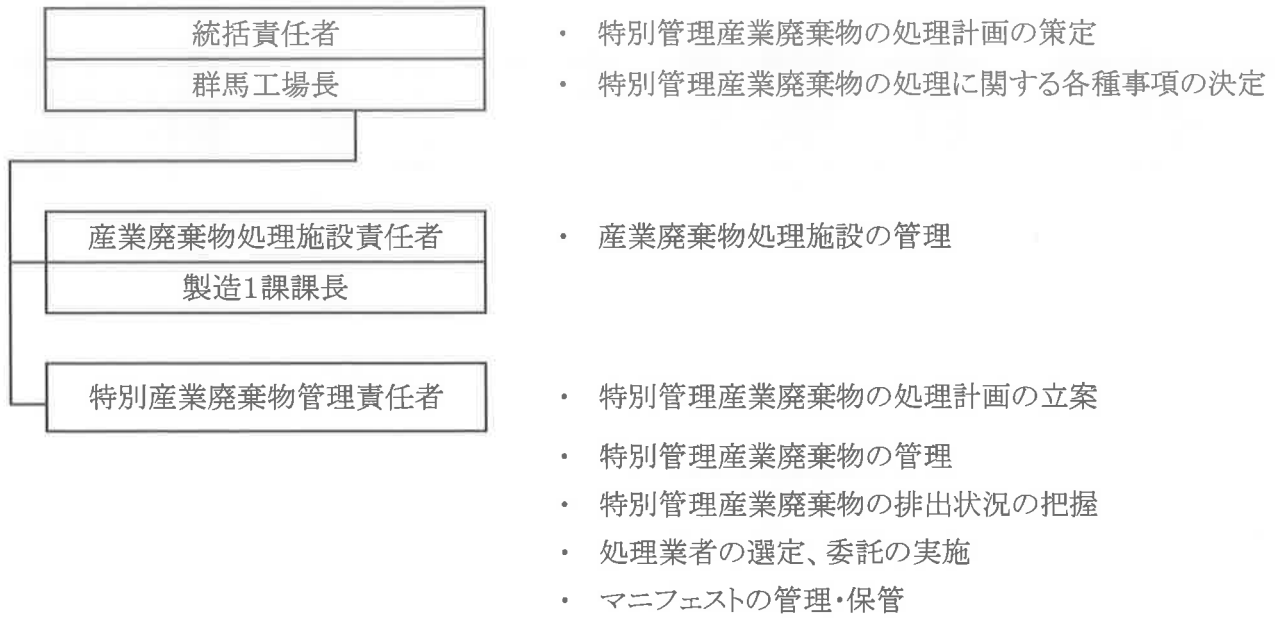 統括責任者
・ 特別管理産業廃棄物の処理計画の策定
群馬工場長
・ 特別管理産業廃棄物の処理に関する各種事項の決定
産業廃棄物処理施設責任者
・ 産業廃棄物処理施設の管理
製造1課課長
特別産業廃棄物管理責任者
・ 特別管理産業廃棄物の処理計画の立案
・ 特別管理産業廃棄物の管理
・ 特別管理産業廃棄物の排出状況の把握
・ 処理業者の選定、委託の実施
・ マニフェストの管理・保管